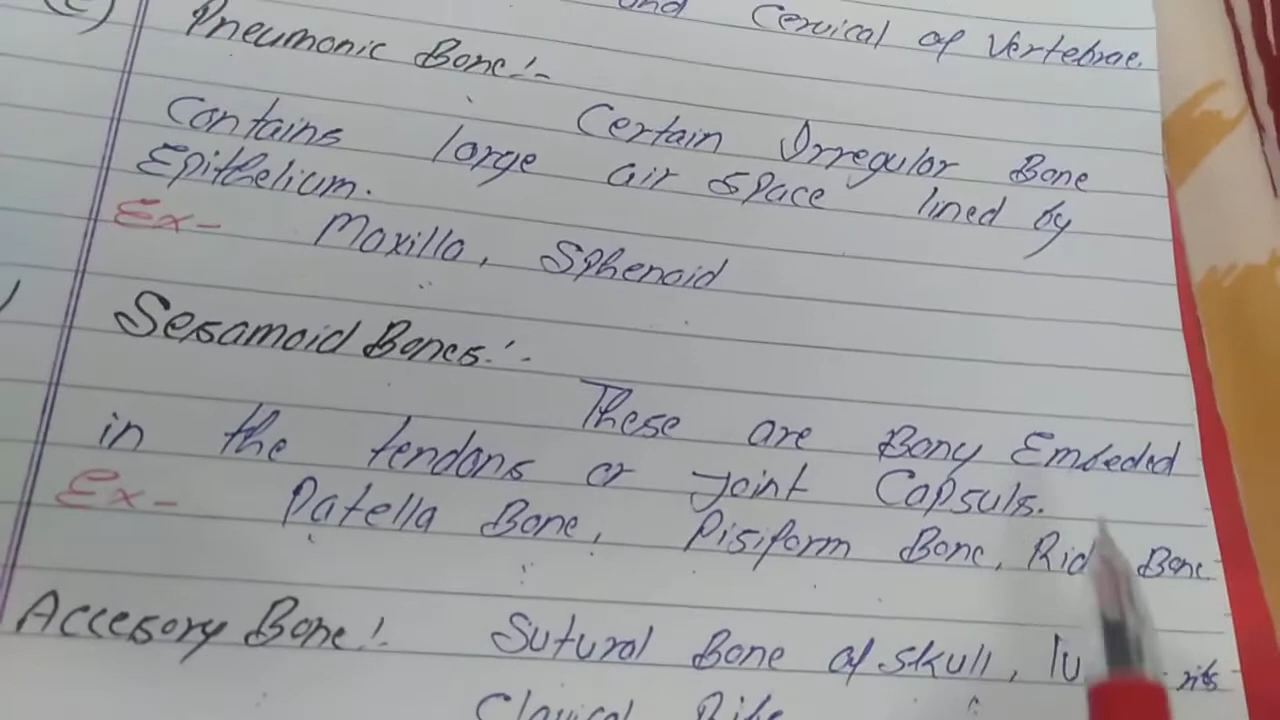 Cervical of Vertebrae.
Pneumonic Bone:-
Certain Irregular Bone
Contains large air space lined by
Epithelium.
Ex- Maxilla, Sphenoid
Sesamoid Bones:-
These are Bony Embeded
in the tendons or Joint Capsuls.
Ex- Patella Bone, Pisiform Bone, Bone
Accesory Bone:- Sutural Bone of Skull,